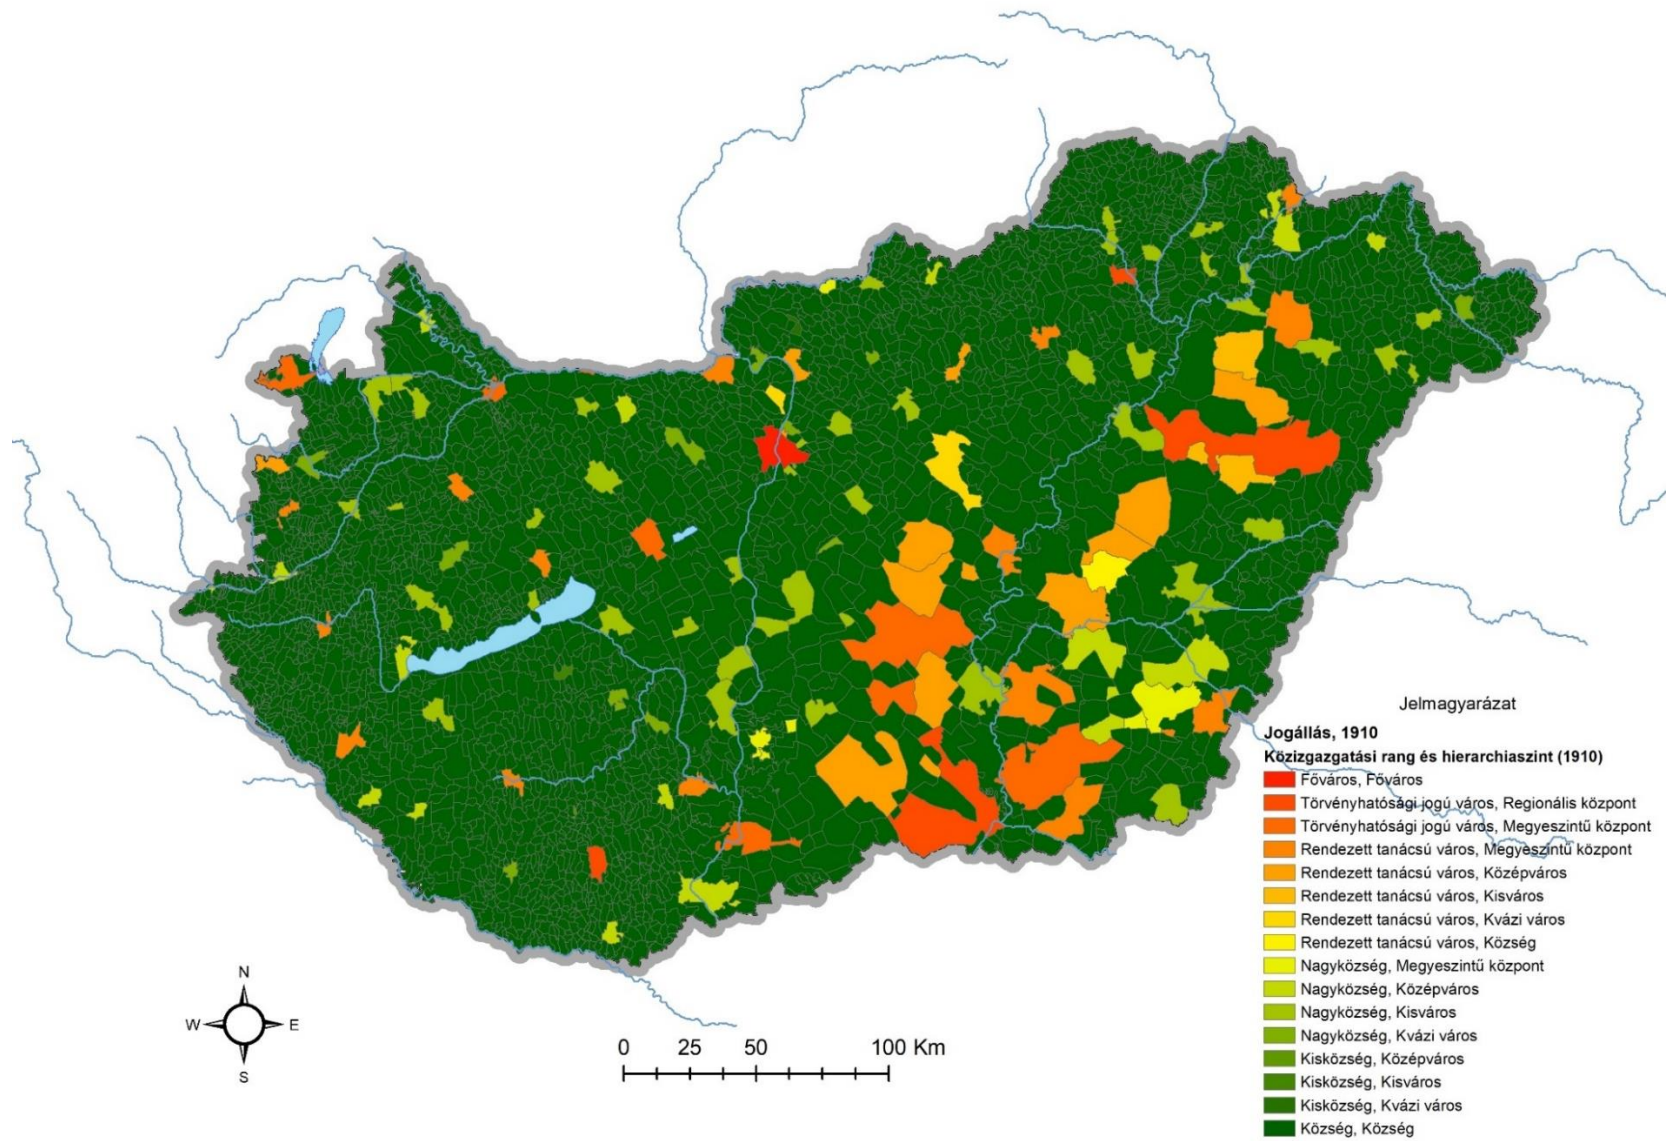 Jelmagyarázat
Jogállás, 1910
Közizgazgatási rang és hierarchiaszint (1910)
Főváros, Főváros
Törvényhatósági jogú város, Regionális központ
Törvényhatósági jogú város, Megyeszintű központ
Rendezett tanácsú város, Megyeszintű központ
Rendezett tanácsú város, Középváros
Rendezett tanácsú város, Kisváros
Rendezett tanácsú város, Kvázi város
Rendezett tanácsú város, Község
Nagyközség, Megyeszintű központ
Nagyközség, Középváros
Nagyközség, Kisváros
Nagyközség, Kvázi város
Kisközség, Középváros
Kisközség, Kisváros
Kisközség, Kvázi város
Község, Község
N
W E
S
0 25 50 100 Km